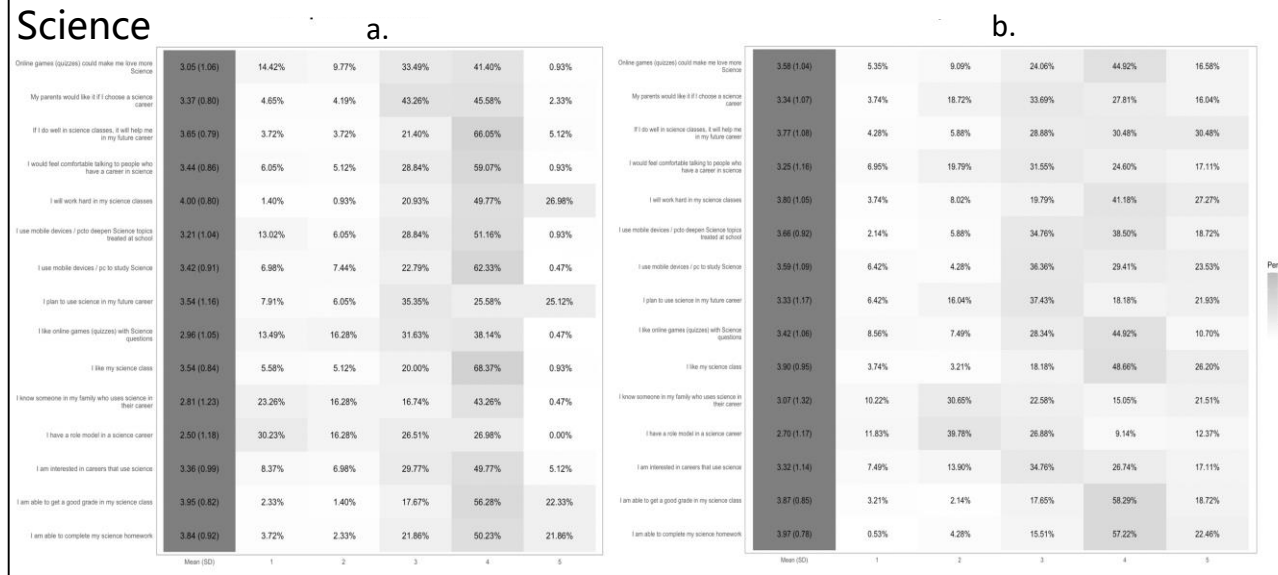 Science
a.
b.
Online games (quizzes) could make me love more
Science
3.05 (1.06) 14.42% 9.77% 33.49% 41.40% 0.93%
My parents would like it if I choose a science
career
3.37 (0.80) 4.65% 4.19% 43.26% 45.58% 2.33%
If I do well in science classes, it will help me
in my future career
3.65 (0.79) 3.72% 3.72% 21.40% 66.05% 5.12%
I would feel comfortable talking to people who
have a career in science
3.44 (0.86) 6.05% 5.12% 28.84% 59.07% 0.93%
I will work hard in my science classes 4.00 (0.80) 1.40% 0.93% 20.93% 49.77% 26.98%
I use mobile devices / pcto deepen Science topics
treated at school
3.21 (1.04) 13.02% 6.05% 28.84% 51.16% 0.93%
I use mobile devices / pc to study Science 3.42 (0.91) 6.98% 7.44% 22.79% 62.33% 0.47%
I plan to use science in my future career 3.54 (1.16) 7.91% 6.05% 35.35% 25.58% 25.12%
I like online games (quizzes) with Science
questions
2.96 (1.05) 13.49% 16.28% 31.63% 38.14% 0.47%
I like my science class 3.54 (0.84) 5.58% 5.12% 20.00% 68.37% 0.93%
I know someone in my family who uses science in
their career
2.81 (1.23) 23.26% 16.28% 16.74% 43.26% 0.47%
I have a role model in a science career 2.50 (1.18) 30.23% 16.28% 26.51% 26.98% 0.00%
I am interested in careers that use science 3.36 (0.99) 8.37% 6.98% 29.77% 49.77% 5.12%
I am able to get a good grade in my science class 3.95 (0.82) 2.33% 1.40% 17.67% 56.28% 22.33%
I am able to complete my science homework 3.84 (0.92) 3.72% 2.33% 21.86% 50.23% 21.86%
Mean (SD) 1 2 3 4 5
Online games (quizzes) could make me love more
Science
3.58 (1.04) 5.35% 9.09% 24.06% 44.92% 16.58%
My parents would like it if I choose a science
career
3.34 (1.07) 3.74% 18.72% 33.69% 27.81% 16.04%
If I do well in science classes, it will help me
in my future career
3.77 (1.08) 4.28% 5.88% 28.88% 30.48% 30.48%
I would feel comfortable talking to people who
have a career in science
3.25 (1.16) 6.95% 19.79% 31.55% 24.60% 17.11%
I will work hard in my science classes 3.80 (1.05) 3.74% 8.02% 19.79% 41.18% 27.27%
I use mobile devices / pcto deepen Science topics
treated at school
3.66 (0.92) 2.14% 5.88% 34.76% 38.50% 18.72%
I use mobile devices / pc to study Science 3.59 (1.09) 6.42% 4.28% 36.36% 29.41% 23.53%
I plan to use science in my future career 3.33 (1.17) 6.42% 16.04% 37.43% 18.18% 21.93%
I like online games (quizzes) with Science
questions
3.42 (1.06) 8.56% 7.49% 28.34% 44.92% 10.70%
I like my science class 3.90 (0.95) 3.74% 3.21% 18.18% 48.66% 26.20%
I know someone in my family who uses science in
their career
3.07 (1.32) 10.22% 30.65% 22.58% 15.05% 21.51%
I have a role model in a science career 2.70 (1.17) 11.83% 39.78% 26.88% 9.14% 12.37%
I am interested in careers that use science 3.32 (1.14) 7.49% 13.90% 34.76% 26.74% 17.11%
I am able to get a good grade in my science class 3.87 (0.85) 3.21% 2.14% 17.65% 58.29% 18.72%
I am able to complete my science homework 3.97 (0.78) 0.53% 4.28% 15.51% 57.22% 22.46%
Mean (SD) 1 2 3 4 5